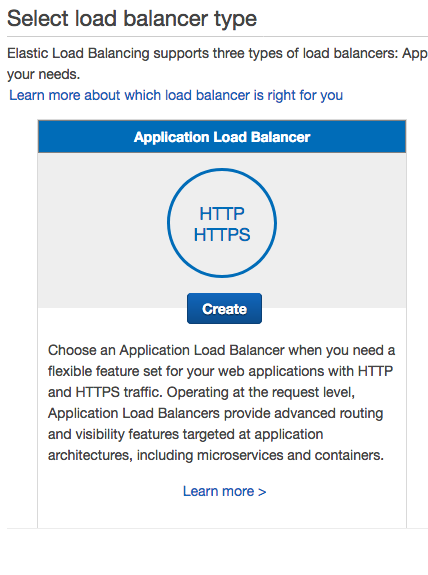 Select load balancer type
Elastic Load Balancing supports three types of load balancers: App
your needs.
Learn more about which load balancer is right for you
Application Load Balancer
HTTP
HTTPS
Create
Choose an Application Load Balancer when you need a
flexible feature set for your web applications with HTTP
and HTTPS traffic. Operating at the request level,
Application Load Balancers provide advanced routing
and visibility features targeted at application
architectures, including microservices and containers.
Learn more >